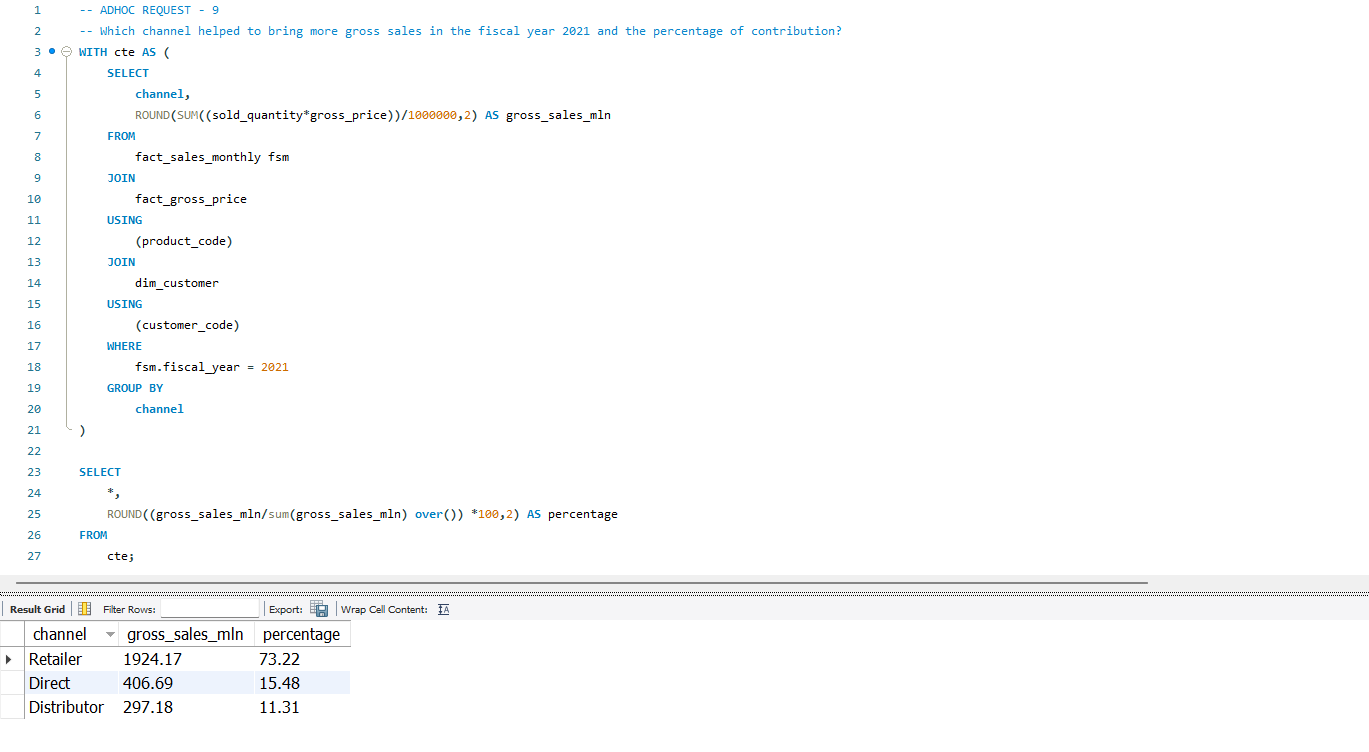 1 -- ADHOC REQUEST - 9
2 -- Which channel helped to bring more gross sales in the fiscal year 2021 and the percentage of contribution?
3 WITH cte AS (
4 SELECT
5 channel,
6 ROUND(SUM((sold_quantity*gross_price))/1000000,2) AS gross_sales_mln
7 FROM
8 fact_sales_monthly fsm
9 JOIN
10 fact_gross_price
11 USING
12 (product_code)
13 JOIN
14 dim_customer
15 USING
16 (customer_code)
17 WHERE
18 fsm.fiscal_year = 2021
19 GROUP BY
20 channel
21 )
22
23 SELECT
24 *,
25 ROUND((gross_sales_mln/sum(gross_sales_mln) over()) *100,2) AS percentage
26 FROM
27 cte;
Result Grid Filter Rows: Export: Wrap Cell Content: IA
channel gross_sales_mln percentage
Retailer 1924.17 73.22
Direct 406.69 15.48
Distributor 297.18 11.31